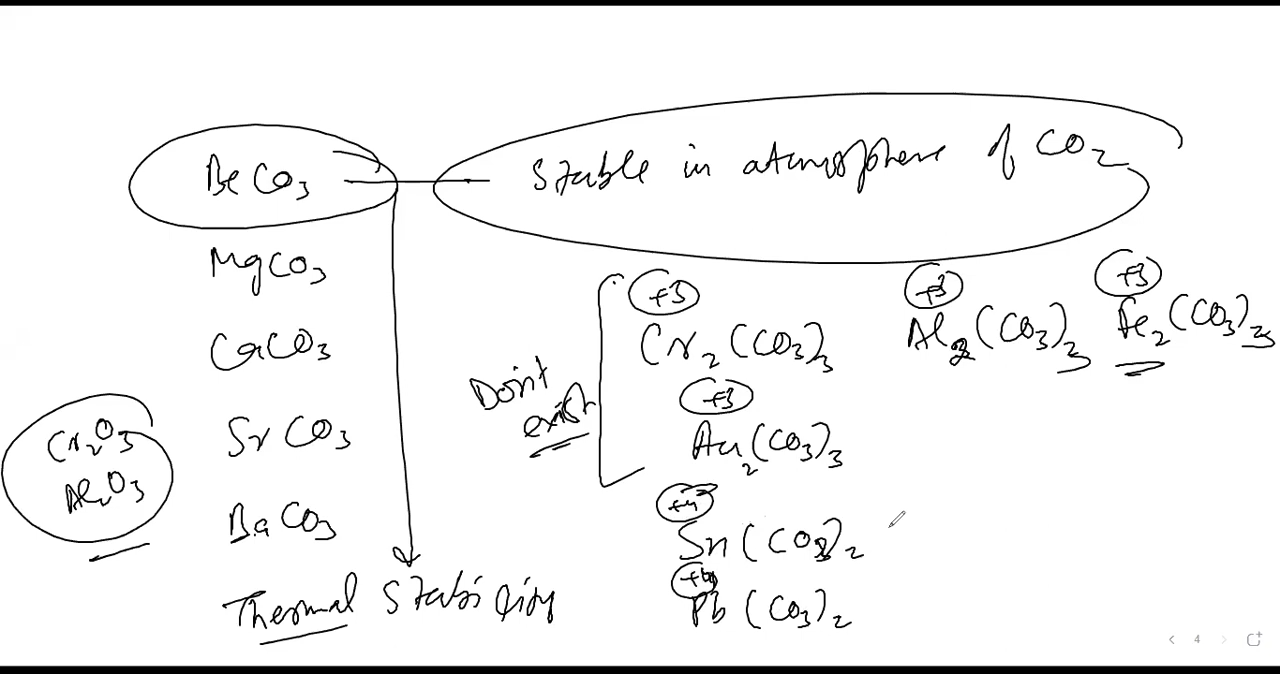 BeCO3 — Stable in atmosphere of CO2
MgCO3
+3 +3 +3
CaCO3 Cr2(CO3)3 Al2(CO3)3 Fe2(CO3)3
Don't exist
+3
SrCO3 Au2(CO3)3
Cr2O3
Al2O3
+4
BaCO3 Sn(CO3)2
+4
Thermal Stability Pb(CO3)2
4